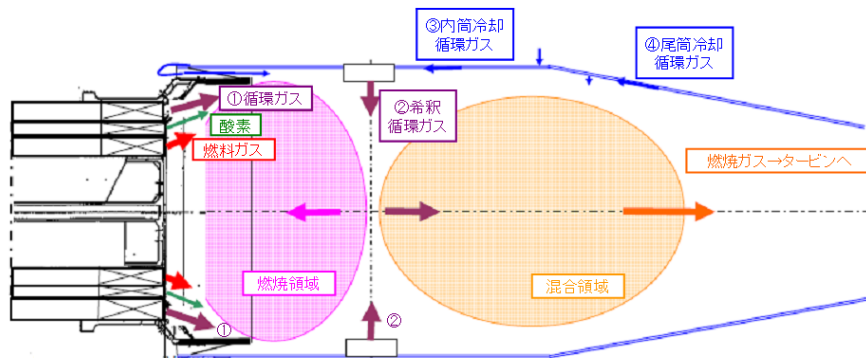 ③内筒冷却
循環ガス
④尾筒冷却
循環ガス
①循環ガス
②希釈
循環ガス
酸素
燃料ガス
燃焼ガス→タービンへ
燃焼領域
混合領域
①
②